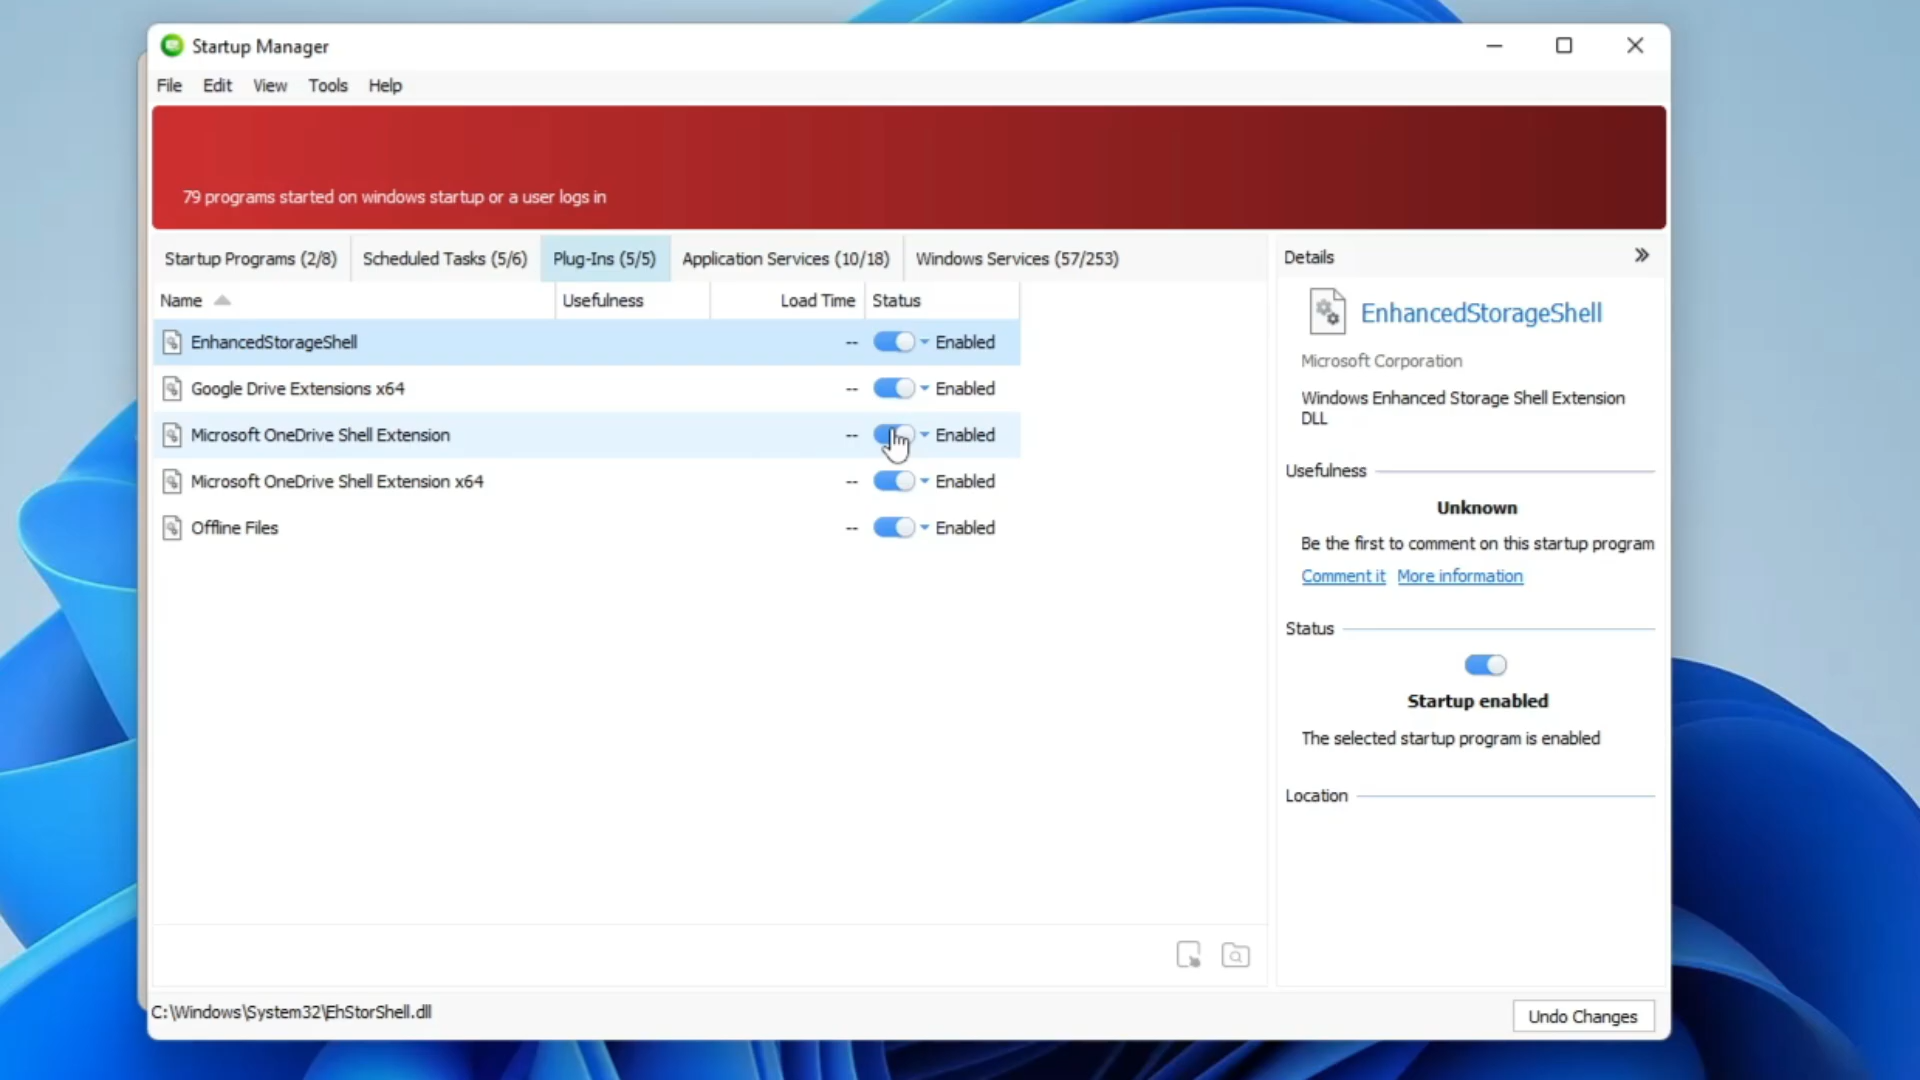 Startup Manager
File Edit View Tools Help
79 programs started on windows startup or a user logs in
Startup Programs (2/8) Scheduled Tasks (5/6) Plug-Ins (5/5) Application Services (10/18) Windows Services (57/253)
Name Usefulness Load Time Status
EnhancedStorageShell -- Enabled
Google Drive Extensions x64 -- Enabled
Microsoft OneDrive Shell Extension -- Enabled
Microsoft OneDrive Shell Extension x64 -- Enabled
Offline Files -- Enabled
Details
EnhancedStorageShell
Microsoft Corporation
Windows Enhanced Storage Shell Extension
DLL
Usefulness
Unknown
Be the first to comment on this startup program
Comment it More information
Status
Startup enabled
The selected startup program is enabled
Location
C:\Windows\System32\EhStorShell.dll
Undo Changes